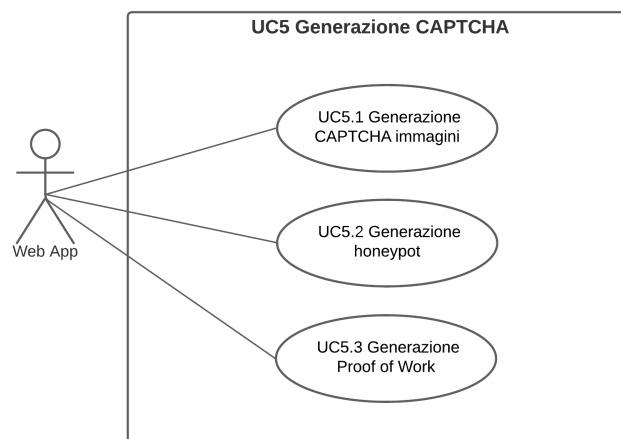 UC5 Generazione CAPTCHA
UC5.1 Generazione
CAPTCHA immagini
UC5.2 Generazione
honeypot
Web App
UC5.3 Generazione
Proof of Work